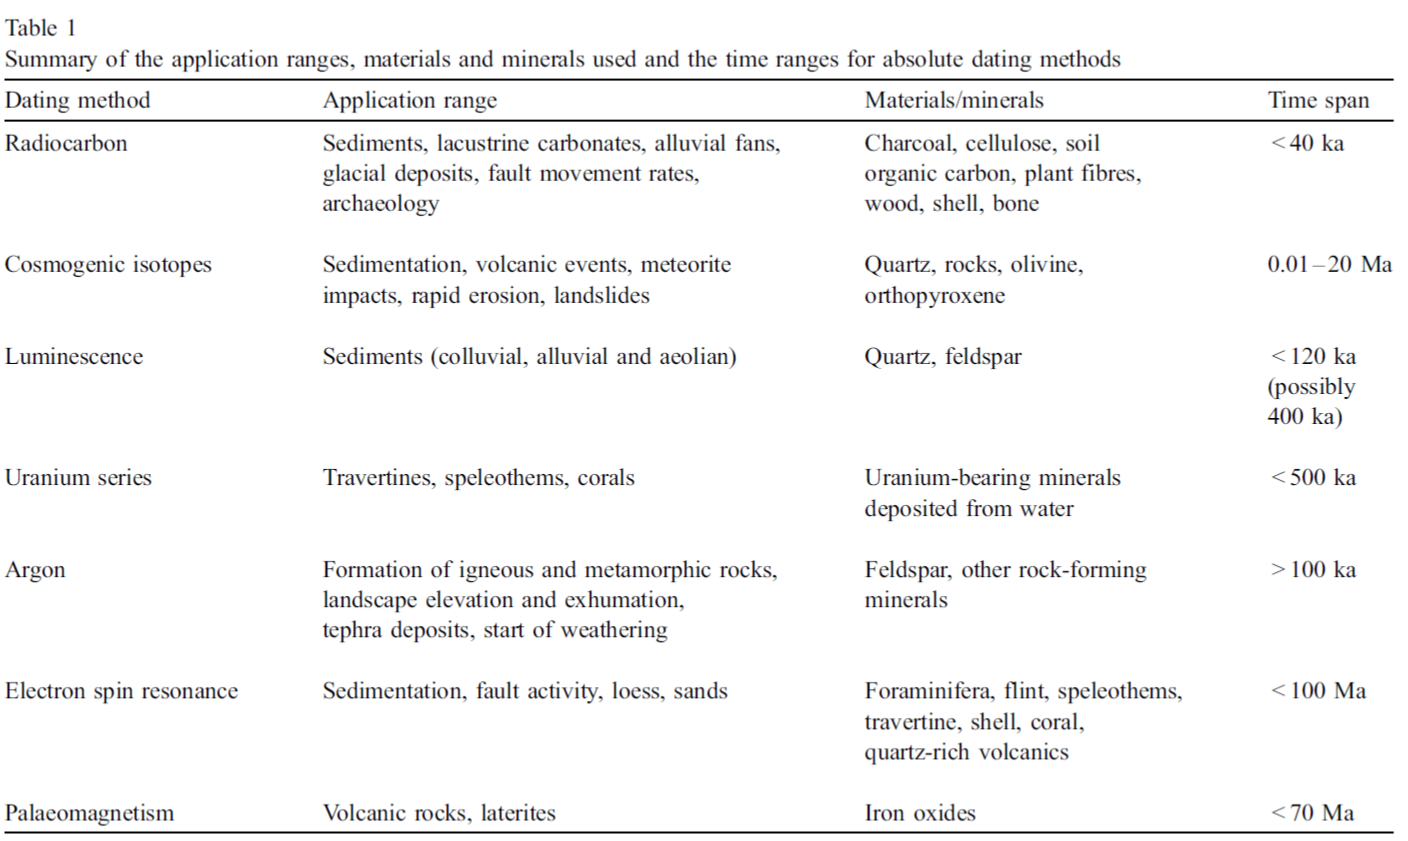 Table 1
Summary of the application ranges, materials and minerals used and the time ranges for absolute dating methods
Dating method Application range Materials/minerals Time span
Radiocarbon Sediments, lacustrine carbonates, alluvial fans, Charcoal, cellulose, soil <40 ka
glacial deposits, fault movement rates, organic carbon, plant fibres,
archaeology wood, shell, bone
Cosmogenic isotopes Sedimentation, volcanic events, meteorite Quartz, rocks, olivine, 0.01–20 Ma
impacts, rapid erosion, landslides orthopyroxene
Luminescence Sediments (colluvial, alluvial and aeolian) Quartz, feldspar <120 ka
(possibly
400 ka)
Uranium series Travertines, speleothems, corals Uranium-bearing minerals <500 ka
deposited from water
Argon Formation of igneous and metamorphic rocks, Feldspar, other rock-forming >100 ka
landscape elevation and exhumation, minerals
tephra deposits, start of weathering
Electron spin resonance Sedimentation, fault activity, loess, sands Foraminifera, flint, speleothems, <100 Ma
travertine, shell, coral,
quartz-rich volcanics
Palaeomagnetism Volcanic rocks, laterites Iron oxides <70 Ma